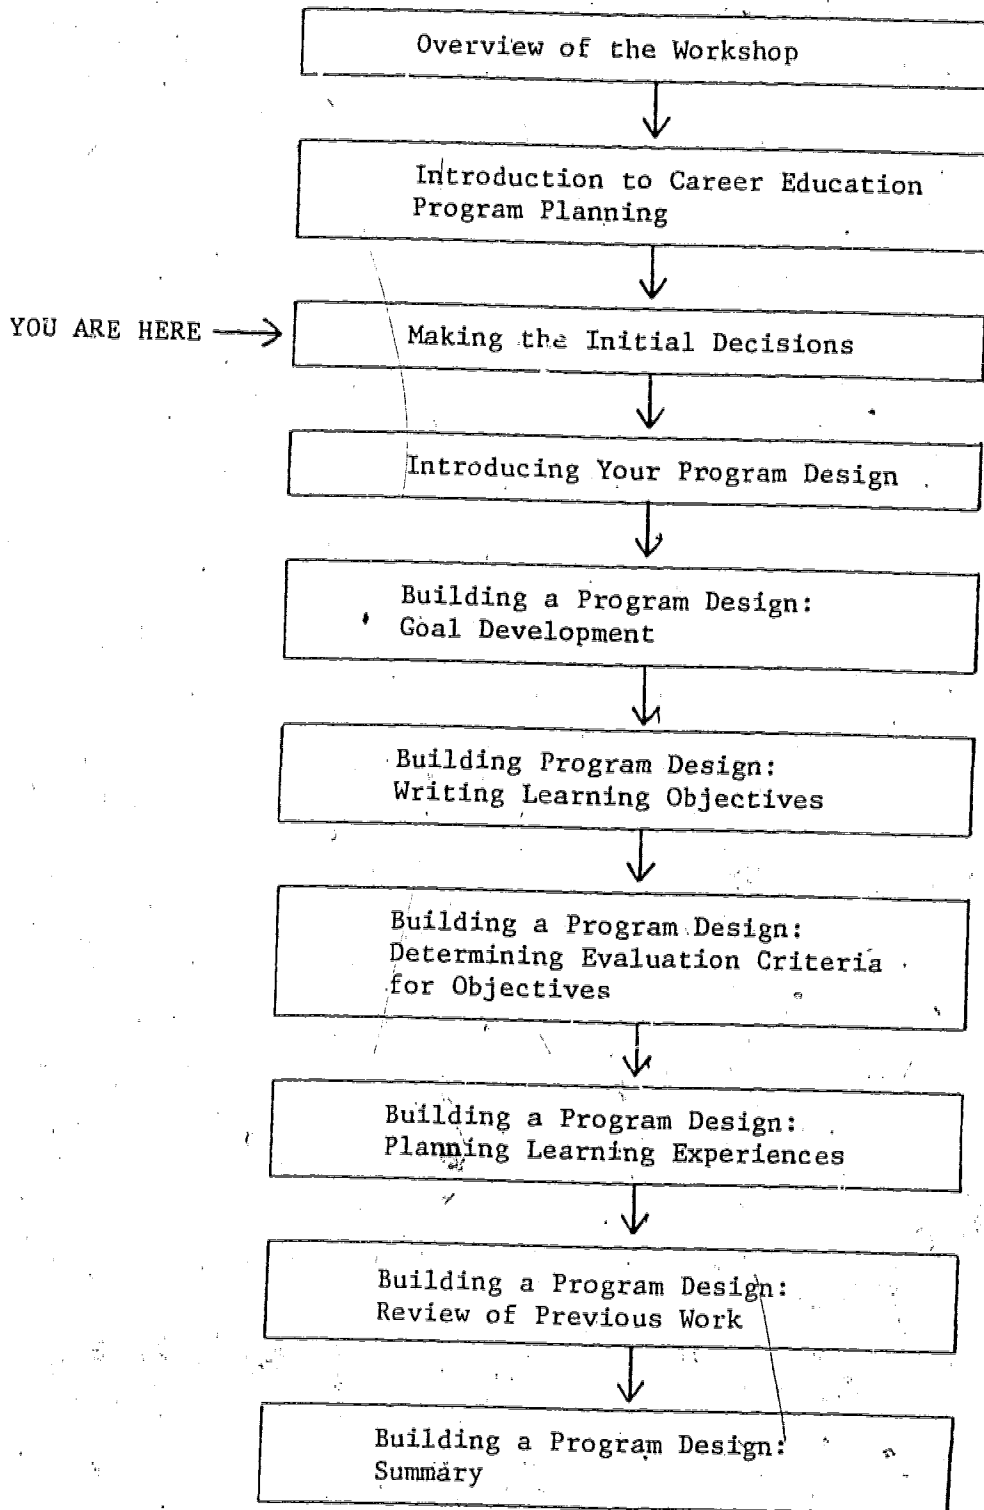 Overview of the Workshop
Introduction to Career Education
Program Planning
YOU ARE HERE
Making the Initial Decisions
Introducing Your Program Design
Building a Program Design:
Goal Development
Building Program Design:
Writing Learning Objectives
Building a Program Design:
Determining Evaluation Criteria
for Objectives
Building a Program Design:
Planning Learning Experiences
Building a Program Design:
Review of Previous Work
Building a Program Design:
Summary